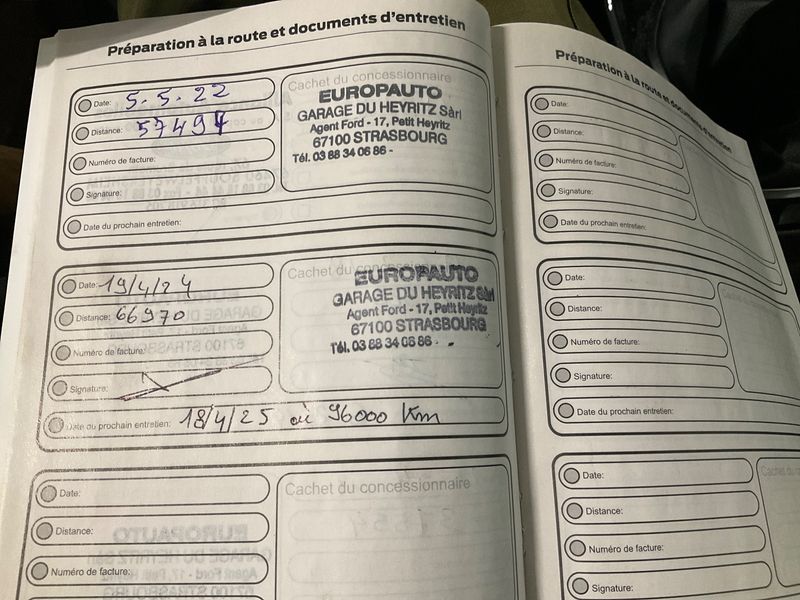 Préparation à la route et documents d'entretien
Date: 5.5.22
Distance: 57497
Numéro de facture:
Signature:
Date du prochain entretien:
Cachet du concessionnaire
EUROPAUTO
GARAGE DU HEYRITZ Sàrl
Agent Ford - 17, Petit Heyritz
67100 STRASBOURG
Tél. 03 88 34 06 86 -
Date: 19/4/24
Distance: 66970
Numéro de facture:
Signature:
Date du prochain entretien: 18/4/25 où 96000 Km
Cachet du concessionnaire
EUROPAUTO
GARAGE DU HEYRITZ Sàrl
Agent Ford - 17, Petit Heyritz
67100 STRASBOURG
Tél. 03 88 34 06 86 -
Date:
Distance:
Numéro de facture:
Cachet du concessionnaire
Préparation à la route et documents d'entretien
Date:
Distance:
Numéro de facture:
Signature:
Date du prochain entretien:
Date:
Distance:
Numéro de facture:
Signature:
Date du prochain entretien:
Date:
Distance:
Numéro de facture:
Signature: